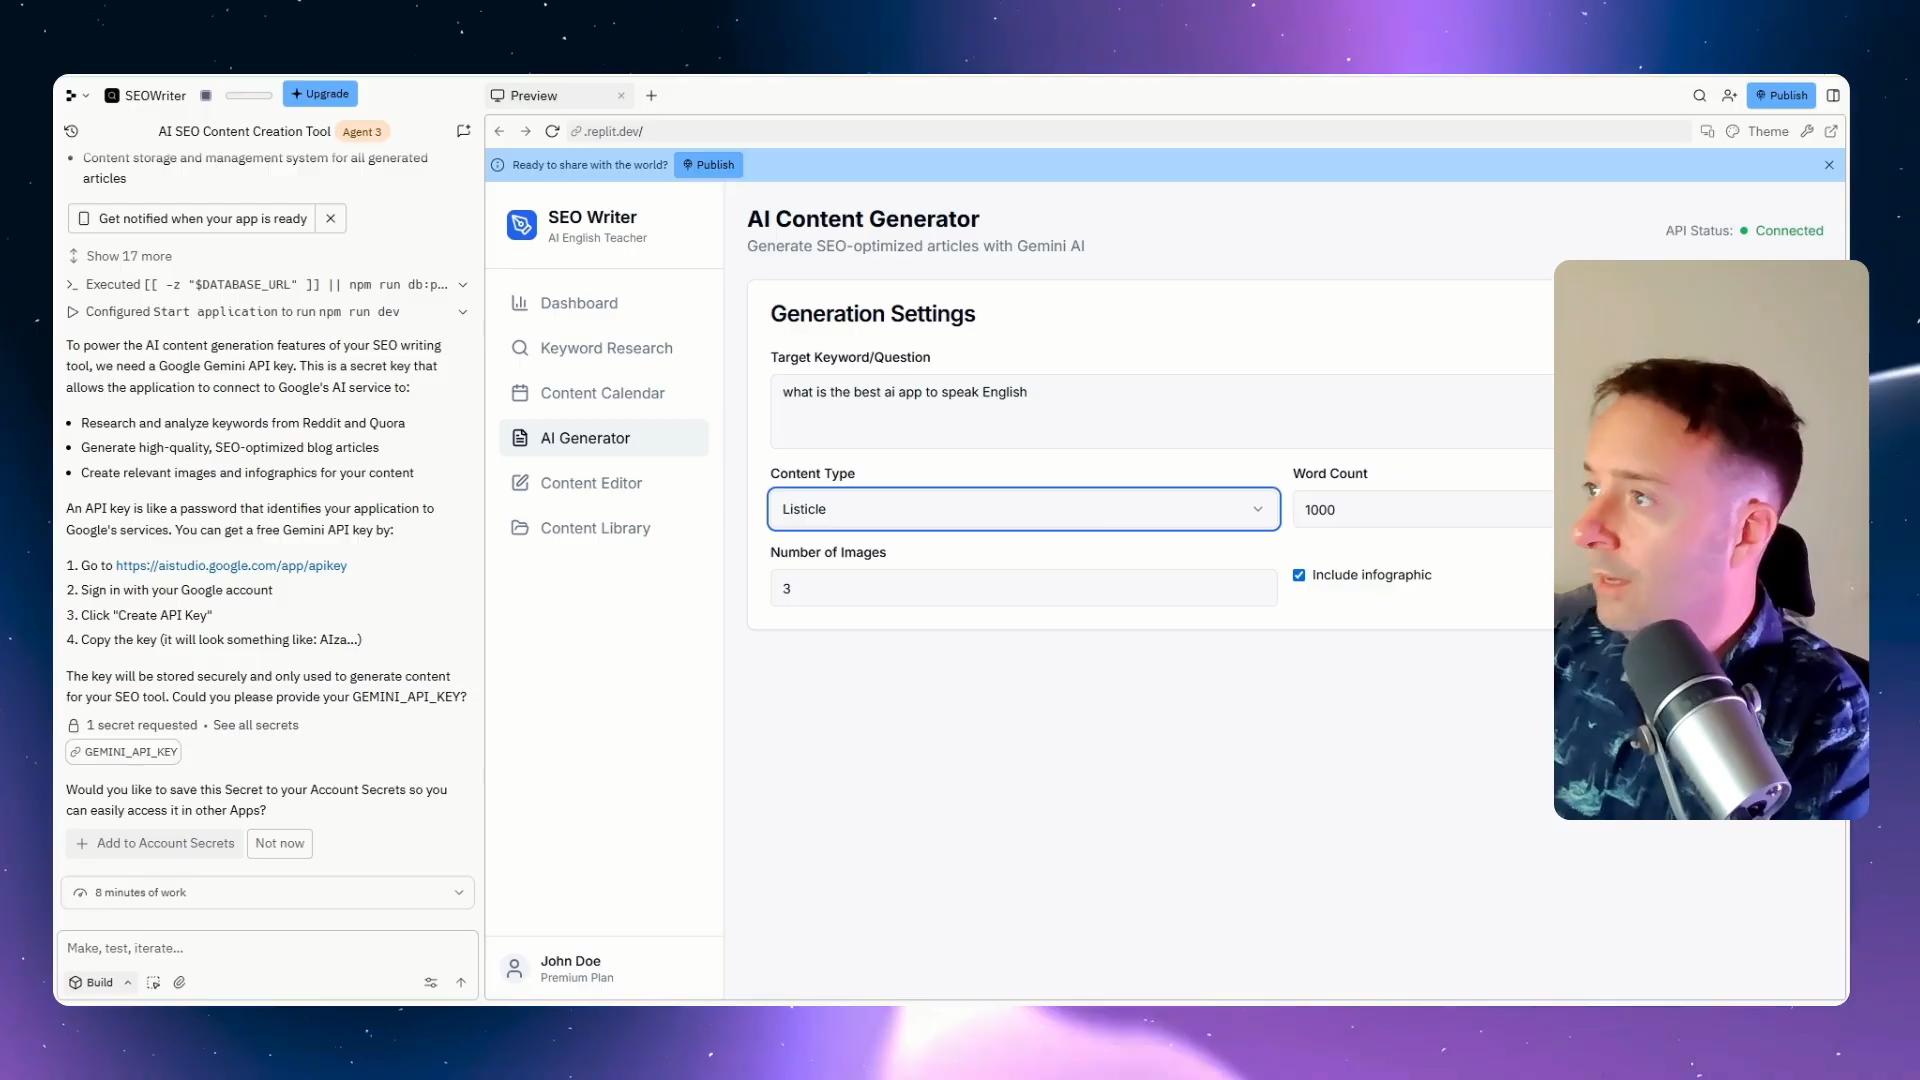 SEOWriter
Upgrade
AI SEO Content Creation Tool Agent 3
Content storage and management system for all generated
articles
Get notified when your app is ready
Show 17 more
Executed [[ -z "$DATABASE_URL" ]] || npm run db:p...
Configured Start application to run npm run dev
To power the AI content generation features of your SEO writing
tool, we need a Google Gemini API key. This is a secret key that
allows the application to connect to Google's AI service to:
Research and analyze keywords from Reddit and Quora
Generate high-quality, SEO-optimized blog articles
Create relevant images and infographics for your content
An API key is like a password that identifies your application to
Google's services. You can get a free Gemini API key by:
1. Go to https://aistudio.google.com/app/apikey
2. Sign in with your Google account
3. Click "Create API Key"
4. Copy the key (it will look something like: AIza...)
The key will be stored securely and only used to generate content
for your SEO tool. Could you please provide your GEMINI_API_KEY?
1 secret requested • See all secrets
GEMINI_API_KEY
Would you like to save this Secret to your Account Secrets so you
can easily access it in other Apps?
Add to Account Secrets Not now
8 minutes of work
Make, test, iterate...
Build
Preview
Publish
.replit.dev/
Theme
Ready to share with the world? Publish
SEO Writer
AI English Teacher
Dashboard
Keyword Research
Content Calendar
AI Generator
Content Editor
Content Library
John Doe
Premium Plan
AI Content Generator
Generate SEO-optimized articles with Gemini AI
API Status: Connected
Generation Settings
Target Keyword/Question
what is the best ai app to speak English
Content Type
Listicle
Word Count
1000
Number of Images
3
Include infographic